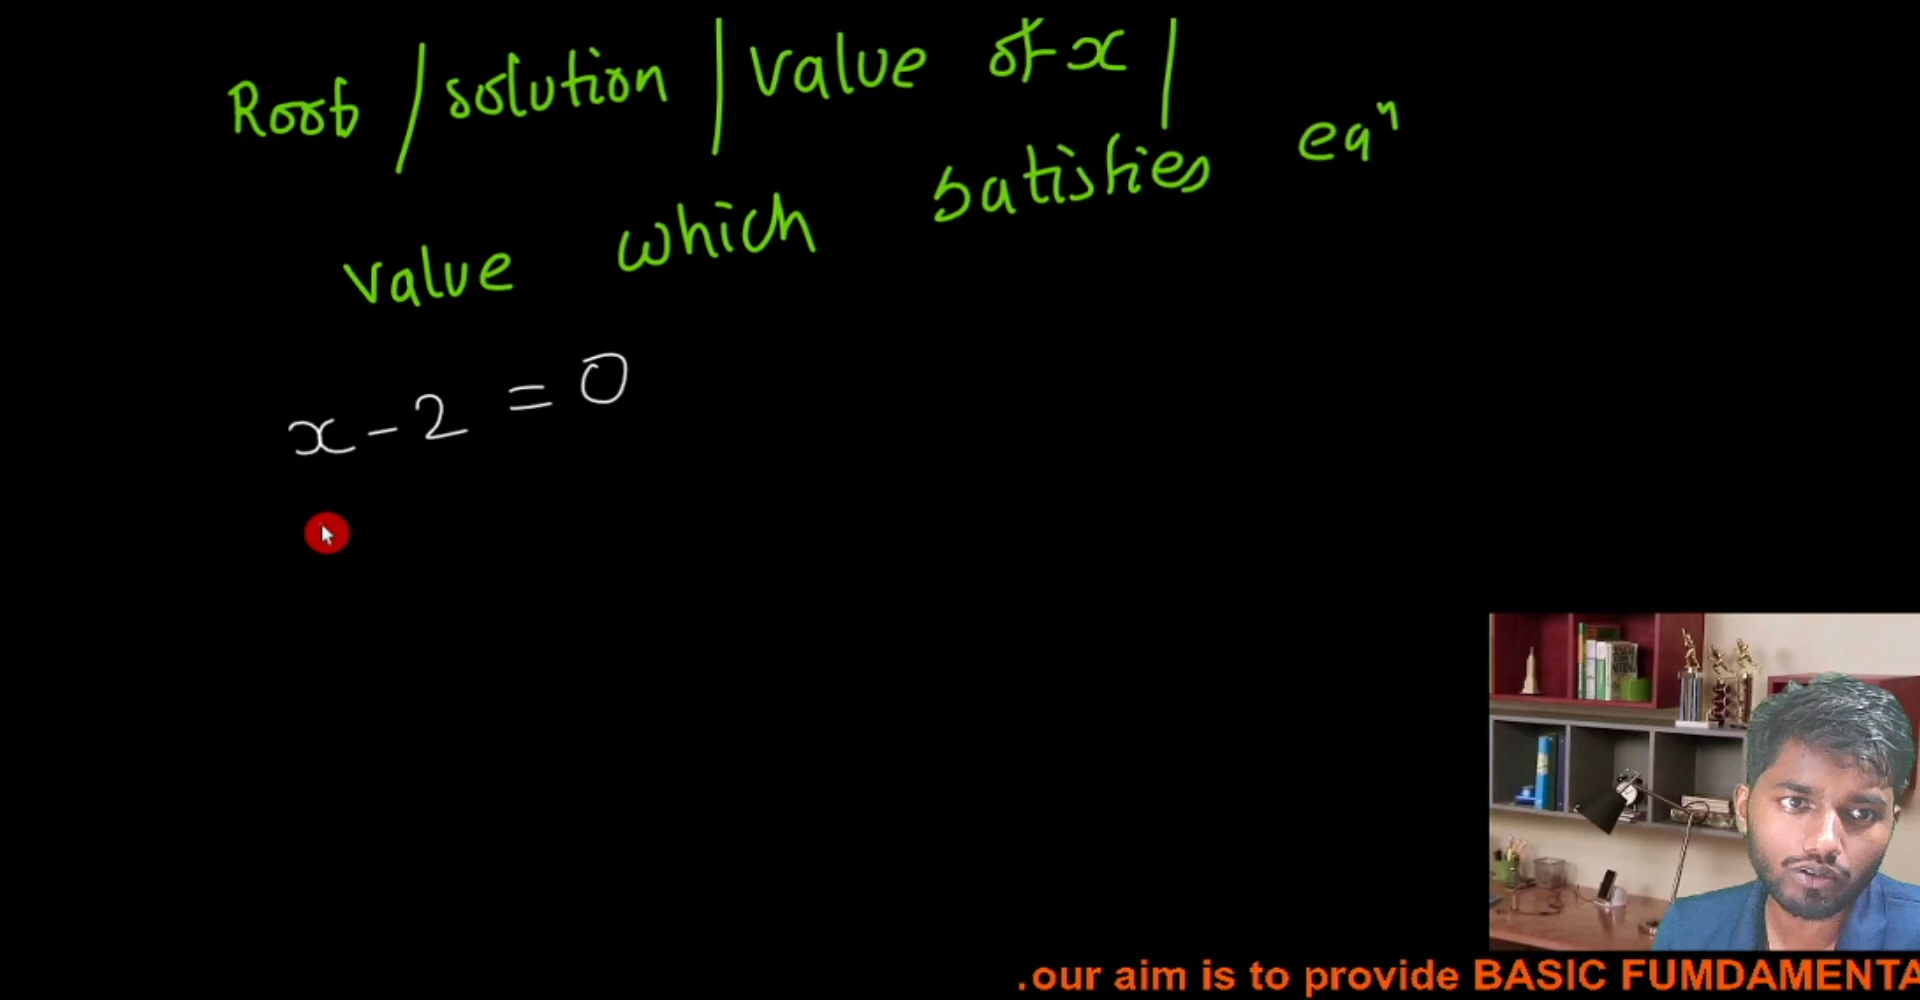 Root / solution | value of x |
value which satisfies eqⁿ
x - 2 = 0
.our aim is to provide BASIC FUMDAMENTA